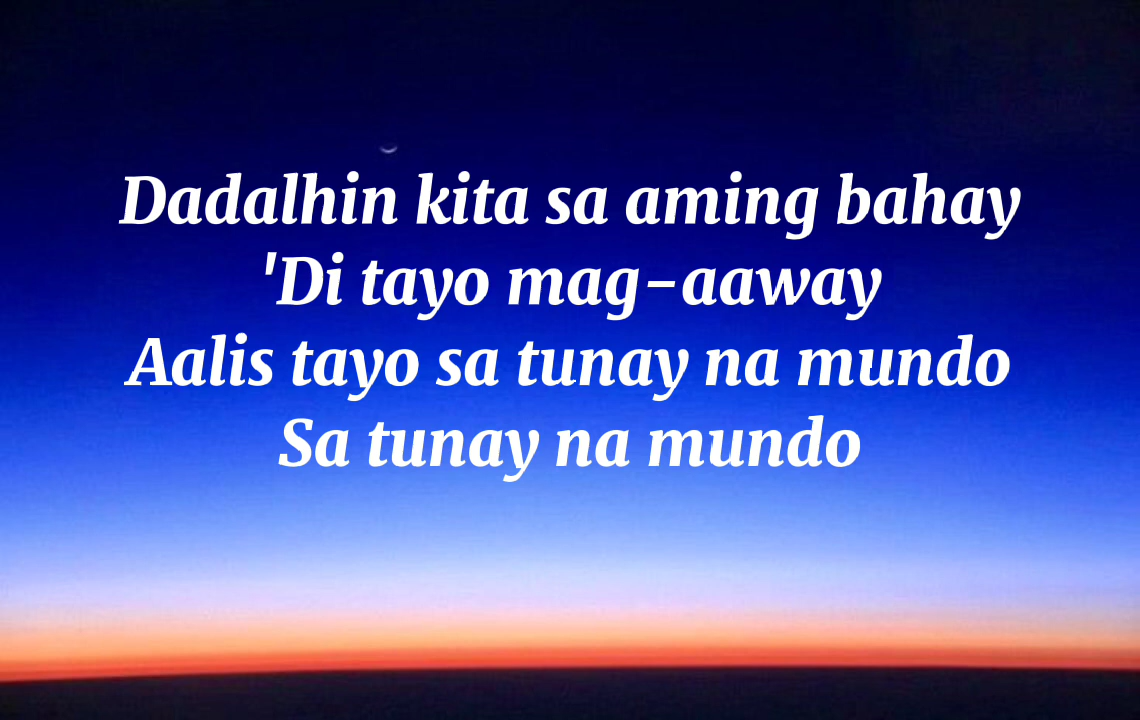 Dadalhin kita sa aming bahay
'Di tayo mag-aaway
Aalis tayo sa tunay na mundo
Sa tunay na mundo